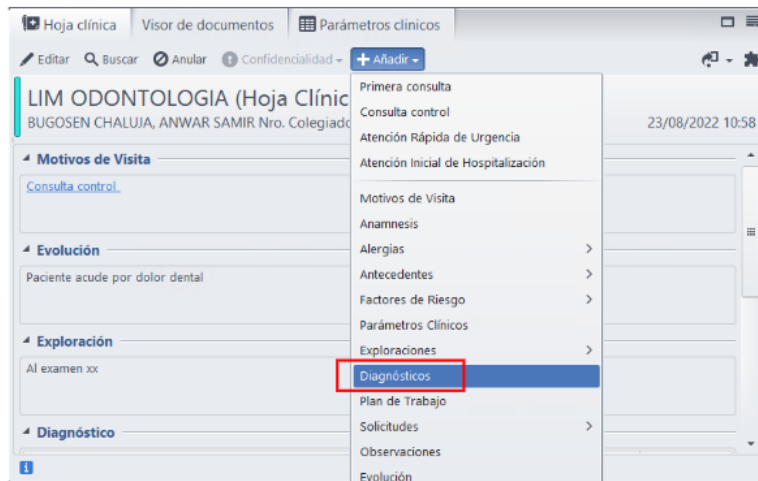 Hoja clínica Visor de documentos Parámetros clinicos
Editar Buscar Anular Confidencialidad Añadir
LIM ODONTOLOGIA (Hoja Clínic
BUGOSEN CHALUJA, ANWAR SAMIR Nro. Colegiado 23/08/2022 10:58
Motivos de Visita
Consulta control
Evolución
Paciente acude por dolor dental
Exploración
Al examen xx
Diagnóstico
Primera consulta
Consulta control
Atención Rápida de Urgencia
Atención Inicial de Hospitalización
Motivos de Visita
Anamnesis
Alergias
Antecedentes
Factores de Riesgo
Parámetros Clínicos
Exploraciones
Diagnósticos
Plan de Trabajo
Solicitudes
Observaciones
Evolución